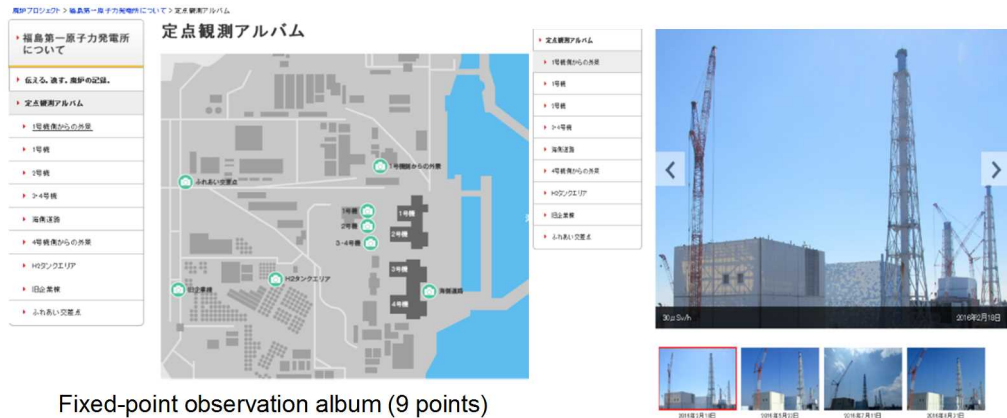 廃炉プロジェクト > 福島第一原子力発電所について > 定点観測アルバム
福島第一原子力発電所
について
伝える。遺す。廃炉の記録。
定点観測アルバム
1号機側からの外景
1号機
2号機
3・4号機
海側道路
4号機側からの外景
H2タンクエリア
旧企業棟
ふれあい交差点
定点観測アルバム
1号機側からの外景
ふれあい交差点
1号機
2号機
3・4号機
1号機
2号機
3号機
4号機
H2タンクエリア
旧企業棟
海側道路
Fixed-point observation album (9 points)
定点観測アルバム
1号機側からの外景
1号機
2号機
3・4号機
海側道路
4号機側からの外景
H2タンクエリア
旧企業棟
ふれあい交差点
30μSv/h
2016年2月18日